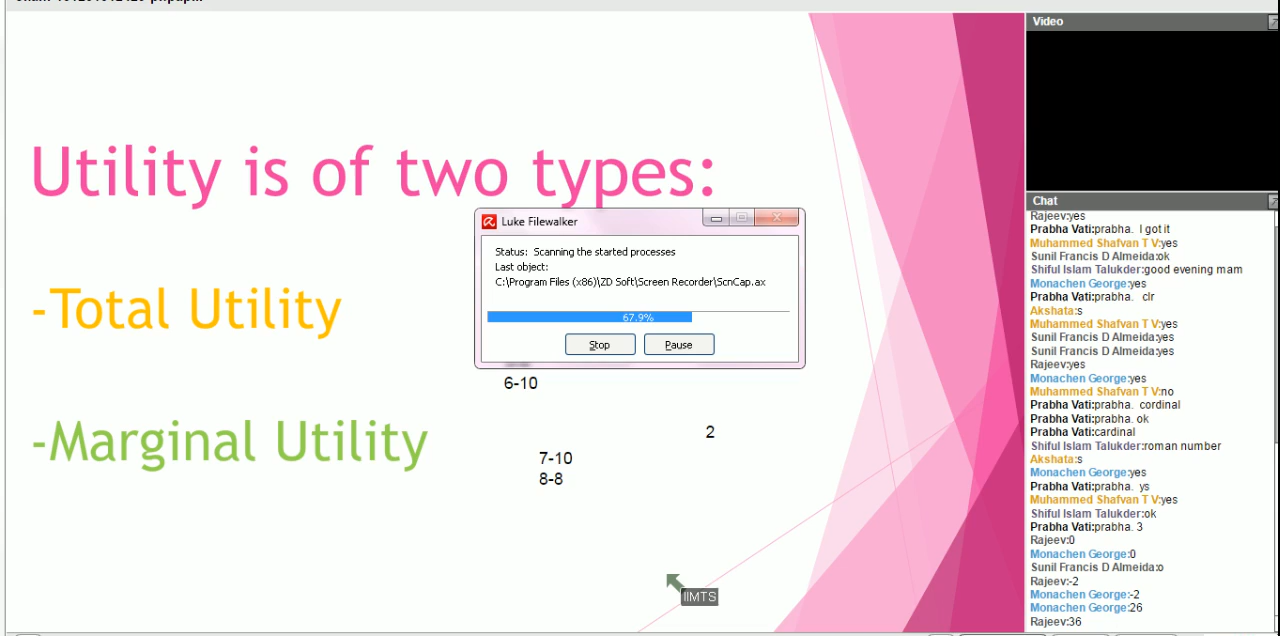 Utility is of two types:
-Total Utility
-Marginal Utility
Luke Filewalker
Status: Scanning the started processes
Last object:
C:\Program Files (x86)\ZD Soft\Screen Recorder\ScnCap.ax
67.9%
Stop
Pause
6-10
2
7-10
8-8
IIMTS
Video
Chat
Rajeev:yes
Prabha Vati:prabha. I got it
Muhammed Shafvan T V:yes
Sunil Francis D Almeida:ok
Shiful Islam Talukder:good evening mam
Monachen George:yes
Prabha Vati:prabha. clr
Akshata:s
Muhammed Shafvan T V:yes
Sunil Francis D Almeida:yes
Sunil Francis D Almeida:yes
Rajeev:yes
Monachen George:yes
Muhammed Shafvan T V:no
Prabha Vati:prabha. cordinal
Prabha Vati:prabha. ok
Prabha Vati:cardinal
Shiful Islam Talukder:roman number
Akshata:s
Monachen George:yes
Prabha Vati:prabha. ys
Muhammed Shafvan T V:yes
Shiful Islam Talukder:ok
Prabha Vati:prabha. 3
Rajeev:0
Monachen George:0
Sunil Francis D Almeida:o
Rajeev:-2
Monachen George:-2
Monachen George:26
Rajeev:36